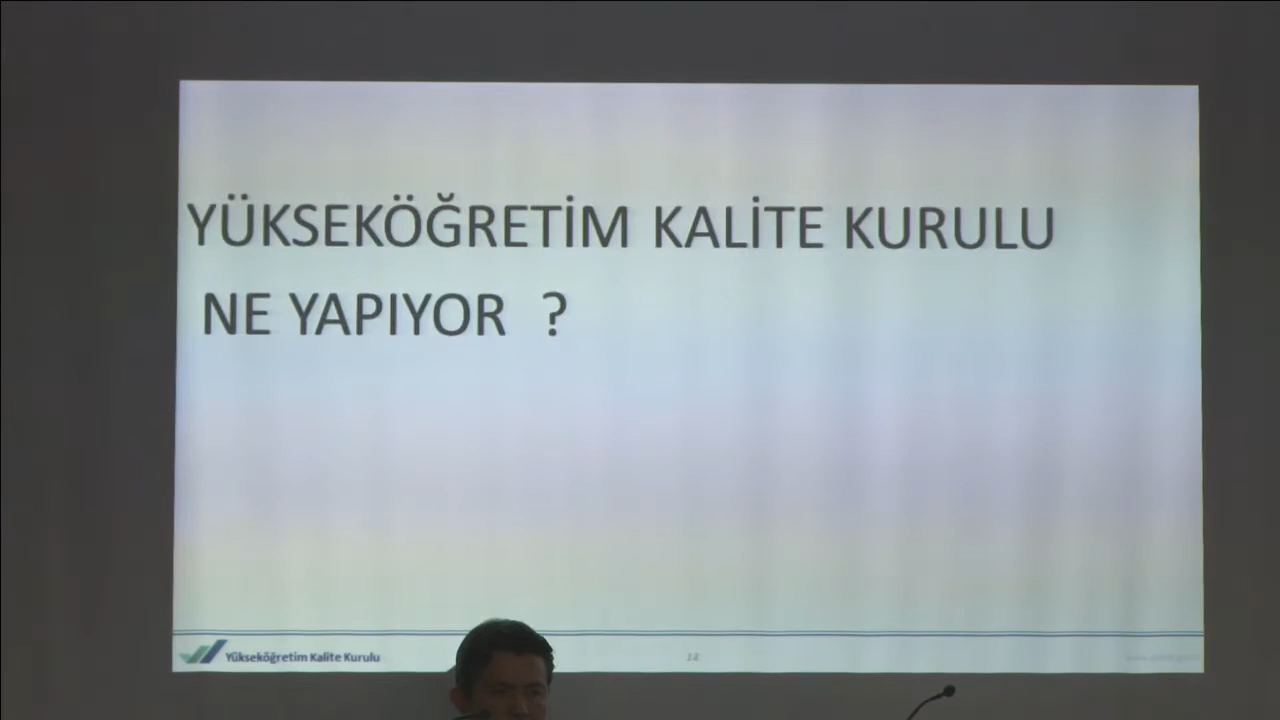 YÜKSEKÖĞRETİM KALİTE KURULU
NE YAPIYOR ?
Yükseköğretim Kalite Kurulu